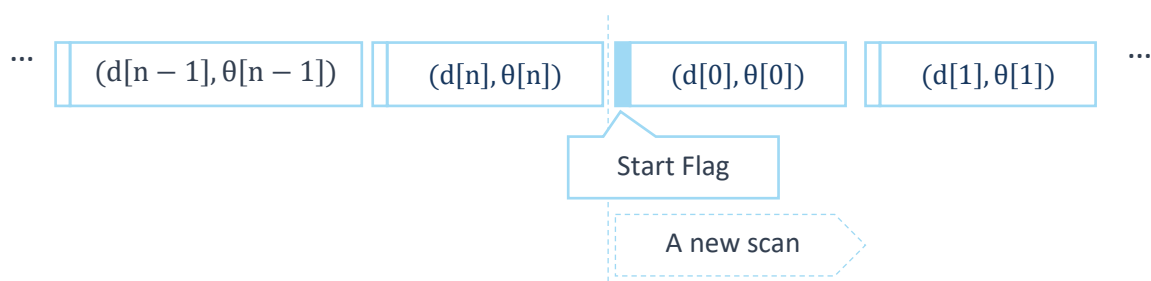 ... (d[n − 1], θ[n − 1]) (d[n], θ[n]) (d[0], θ[0]) (d[1], θ[1]) ...
Start Flag
A new scan